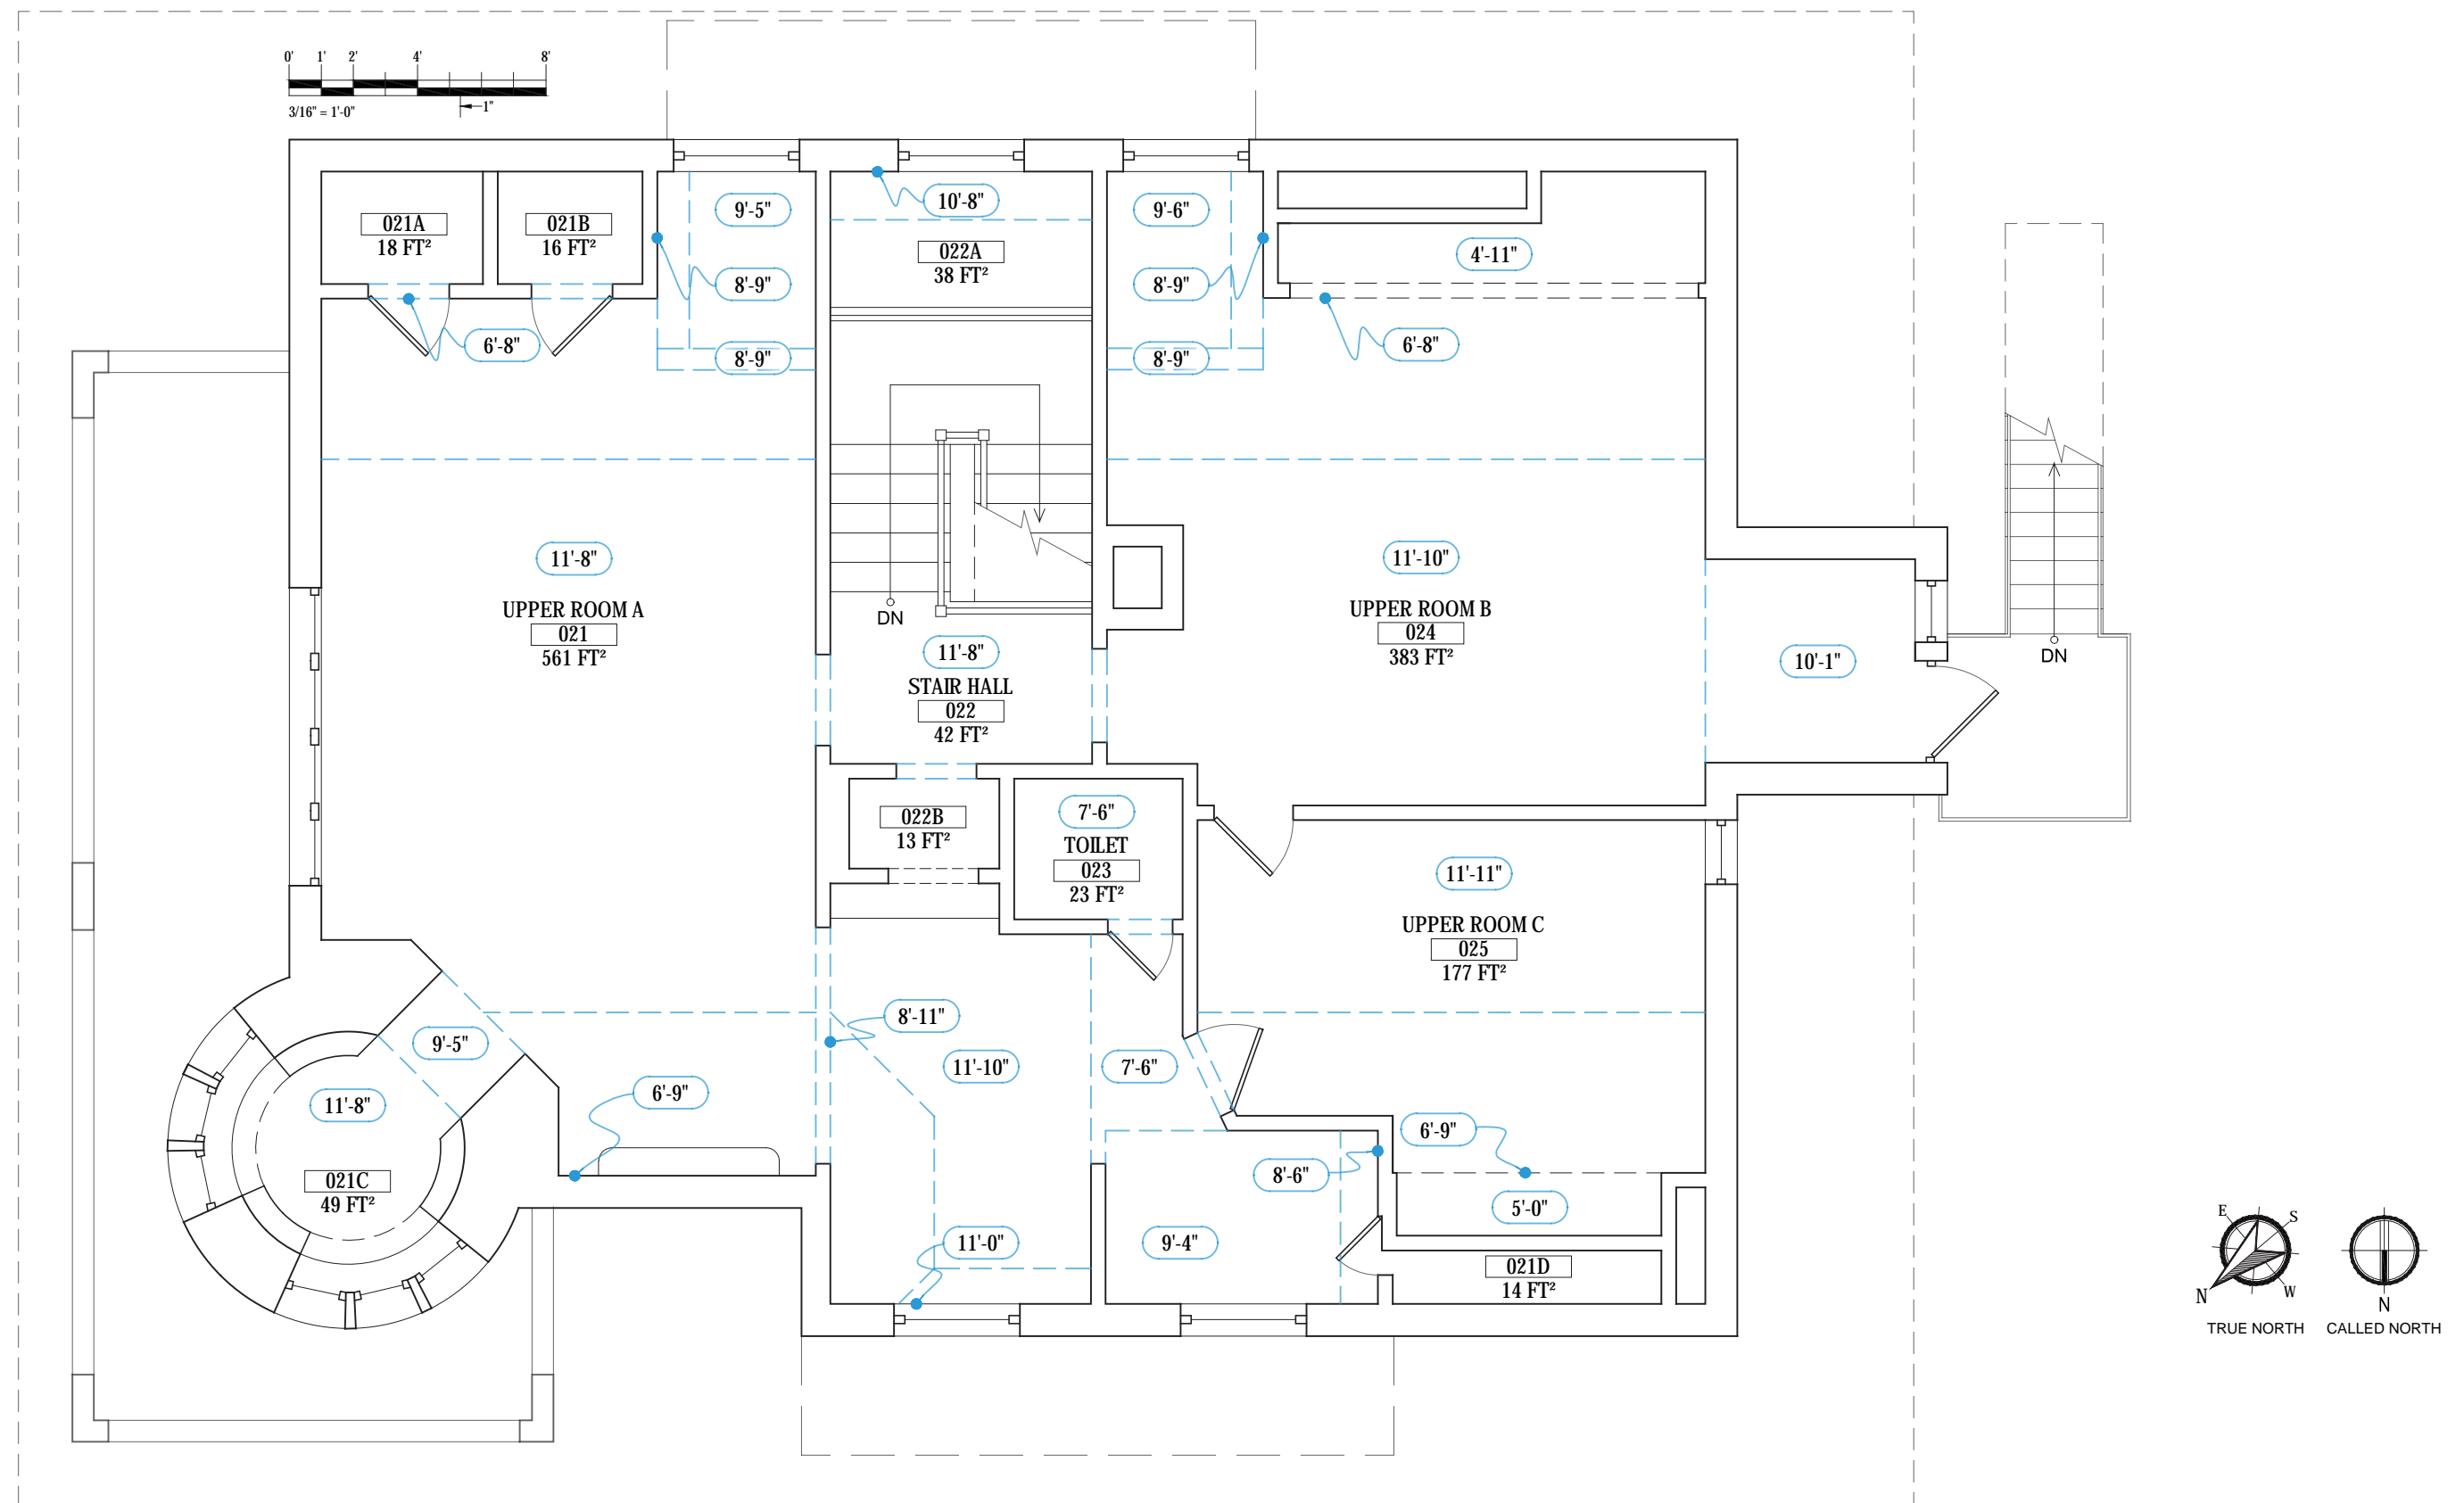 0' 1' 2' 4' 8'
3/16" = 1'-0"
1"
021A
18 FT²
021B
16 FT²
9'-5"
10'-8"
9'-6"
022A
38 FT²
4'-11"
8'-9"
8'-9"
6'-8"
8'-9"
8'-9"
6'-8"
11'-8"
11'-10"
UPPER ROOM A
021
561 FT²
DN
UPPER ROOM B
024
383 FT²
11'-8"
STAIR HALL
022
42 FT²
10'-1"
DN
022B
13 FT²
7'-6"
TOILET
023
23 FT²
11'-11"
UPPER ROOM C
025
177 FT²
8'-11"
9'-5"
11'-10"
7'-6"
6'-9"
11'-8"
6'-9"
021C
49 FT²
8'-6"
5'-0"
11'-0"
9'-4"
021D
14 FT²
E
S
N
W
TRUE NORTH
N
CALLED NORTH